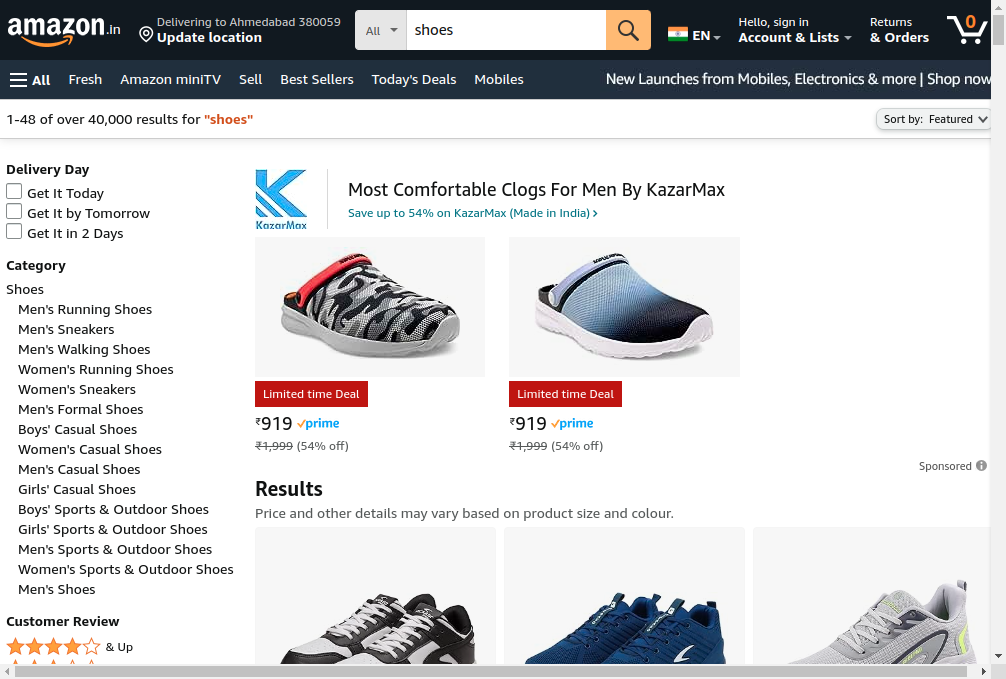 amazon.in
Delivering to Ahmedabad 380059
Update location
All
shoes
EN
Hello, sign in
Account & Lists
Returns
& Orders
0
All
Fresh
Amazon miniTV
Sell
Best Sellers
Today's Deals
Mobiles
New Launches from Mobiles, Electronics & more | Shop now
1-48 of over 40,000 results for "shoes"
Sort by: Featured
Delivery Day
Get It Today
Get It by Tomorrow
Get It in 2 Days
Category
Shoes
Men's Running Shoes
Men's Sneakers
Men's Walking Shoes
Women's Running Shoes
Women's Sneakers
Men's Formal Shoes
Boys' Casual Shoes
Women's Casual Shoes
Men's Casual Shoes
Girls' Casual Shoes
Boys' Sports & Outdoor Shoes
Girls' Sports & Outdoor Shoes
Men's Sports & Outdoor Shoes
Women's Sports & Outdoor Shoes
Men's Shoes
Customer Review
& Up
KazarMax
Most Comfortable Clogs For Men By KazarMax
Save up to 54% on KazarMax (Made in India) ›
Limited time Deal
₹919 prime
₹1,999 (54% off)
Limited time Deal
₹919 prime
₹1,999 (54% off)
Sponsored
Results
Price and other details may vary based on product size and colour.